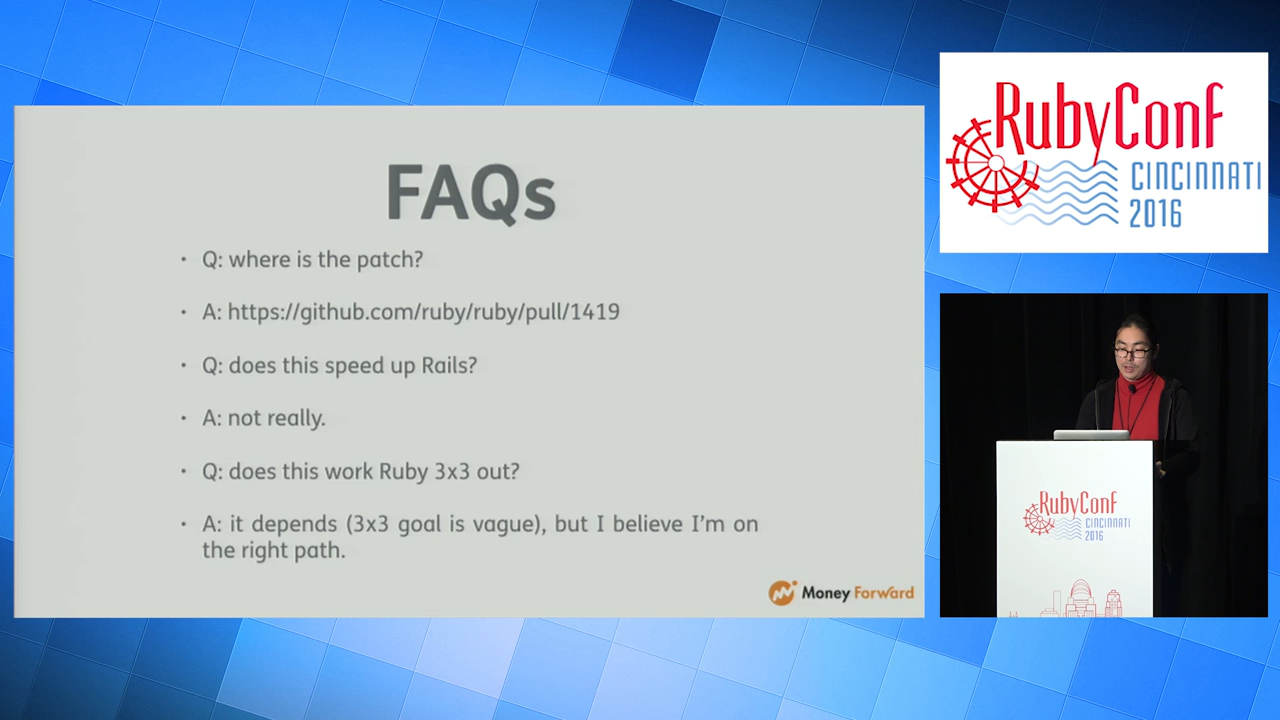 FAQs
• Q: where is the patch?
• A: https://github.com/ruby/ruby/pull/1419
• Q: does this speed up Rails?
• A: not really.
• Q: does this work Ruby 3x3 out?
• A: it depends (3x3 goal is vague), but I believe I'm on
the right path.
Money Forward
RubyConf
CINCINNATI
2016
RubyConf
CINCINNATI
2016